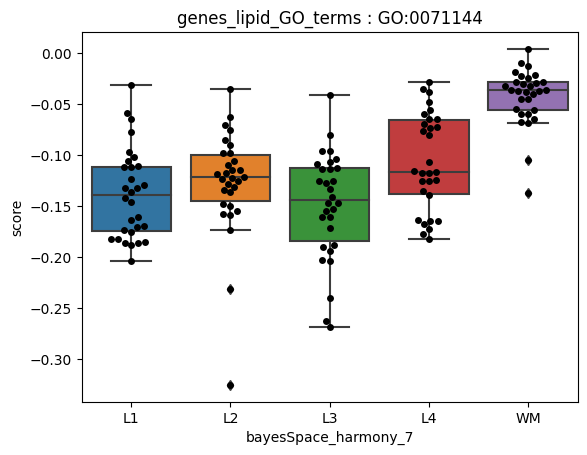 genes_lipid_GO_terms : GO:0071144
0.00
−0.05
−0.10
−0.15
−0.20
−0.25
−0.30
score
L1 L2 L3 L4 WM
bayesSpace_harmony_7